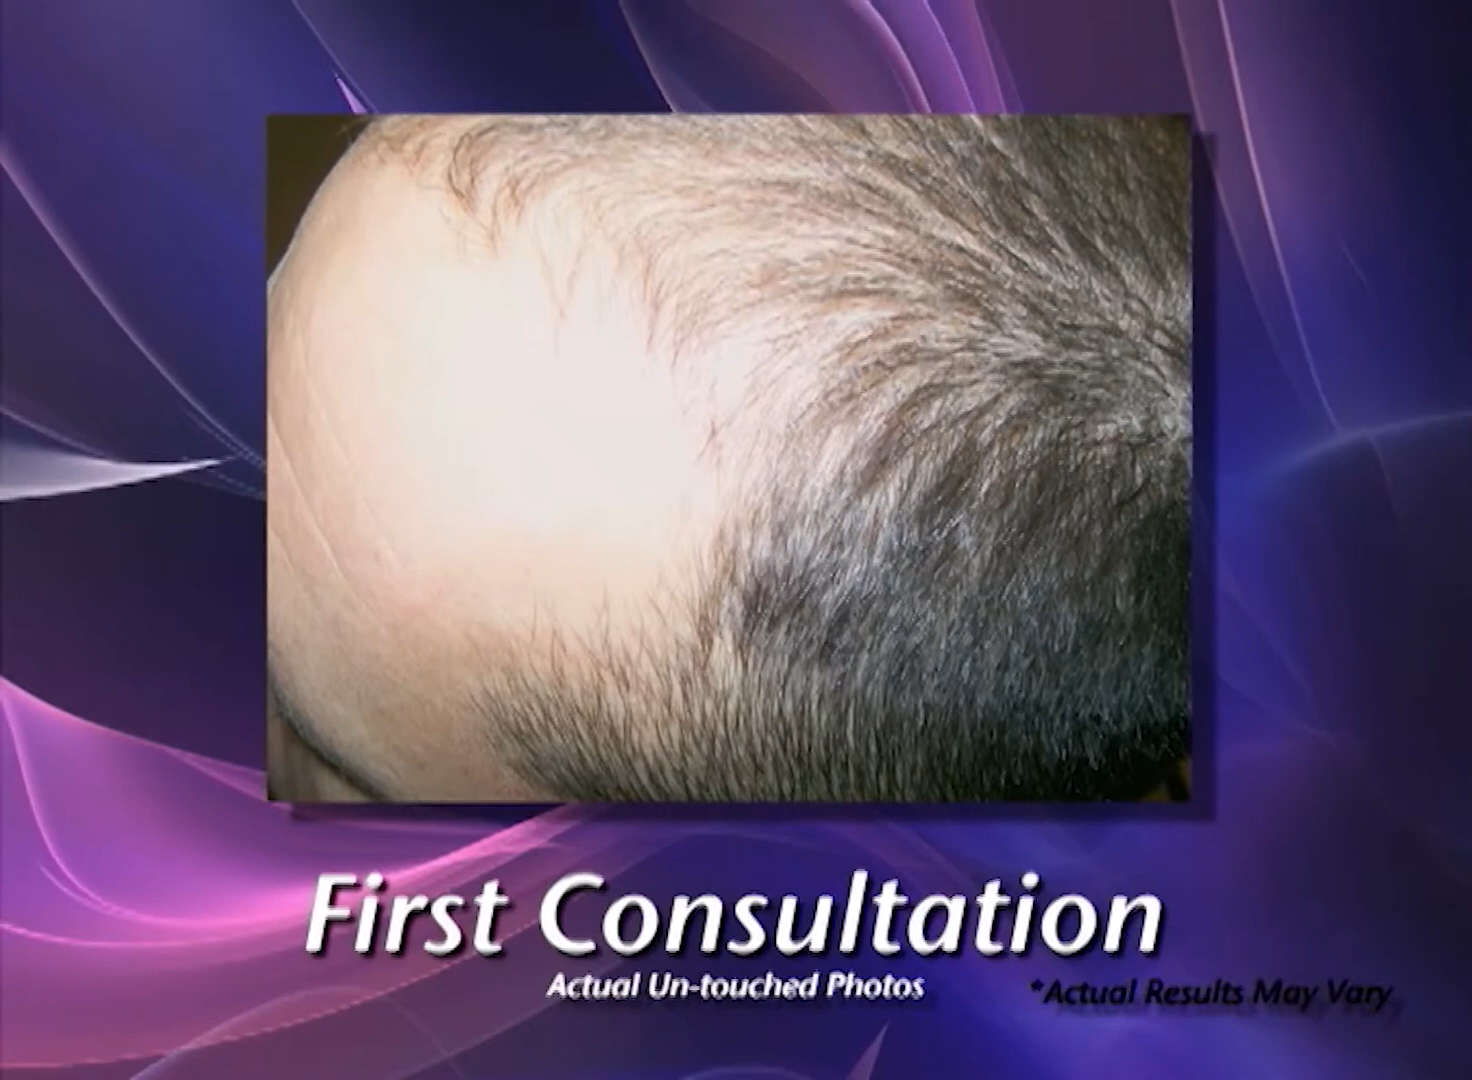 First Consultation
Actual Un-touched Photos
*Actual Results May Vary